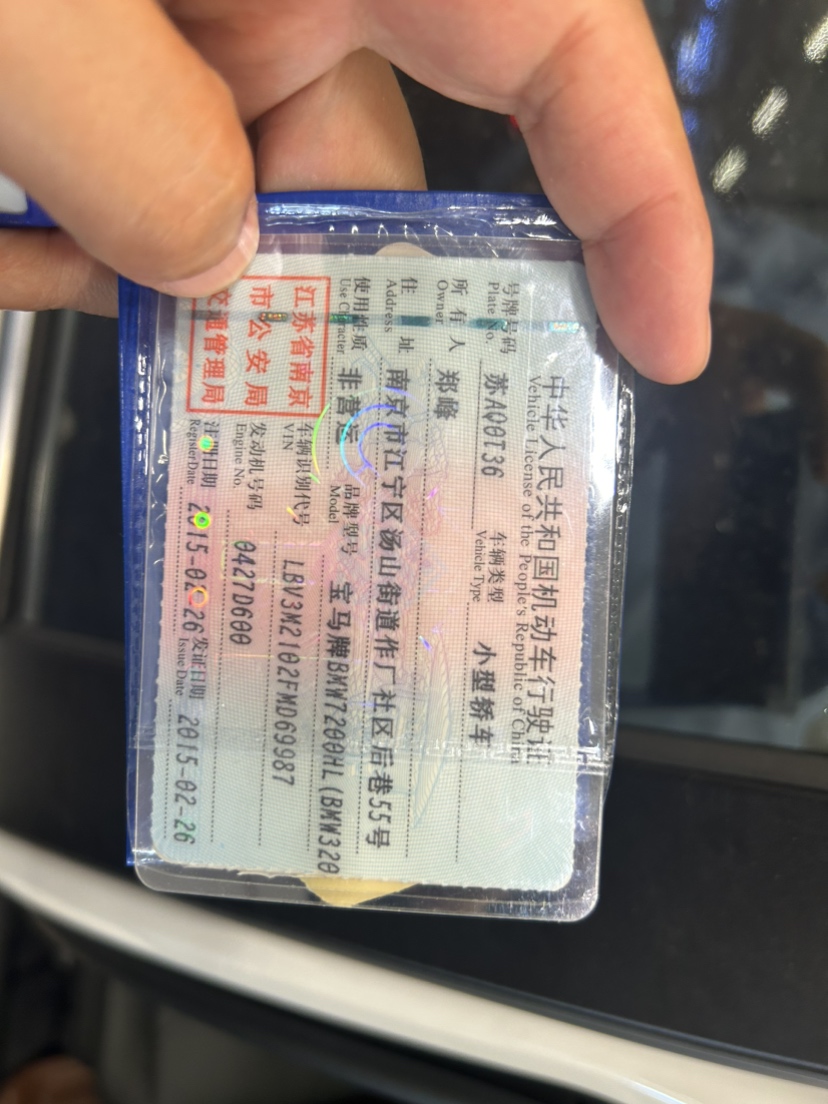 中华人民共和国机动车行驶证
Vehicle License of the People's Republic of China
号牌号码 苏AQ0T36 车辆类型 小型轿车
Plate No. Vehicle Type
所有人 郑峰
Owner
住址 南京市江宁区汤山街道作厂社区后巷55号
Address
使用性质 非营运 品牌型号 宝马牌BMW7200HL(BMW320
Use Character Model
江苏省南京
市公安局
交通管理局
车辆识别代号 LBV3M2102FMD69987
VIN
发动机号码 0427D600
Engine No.
注册日期 2015-02-26 发证日期 2015-02-26
Register Date Issue Date